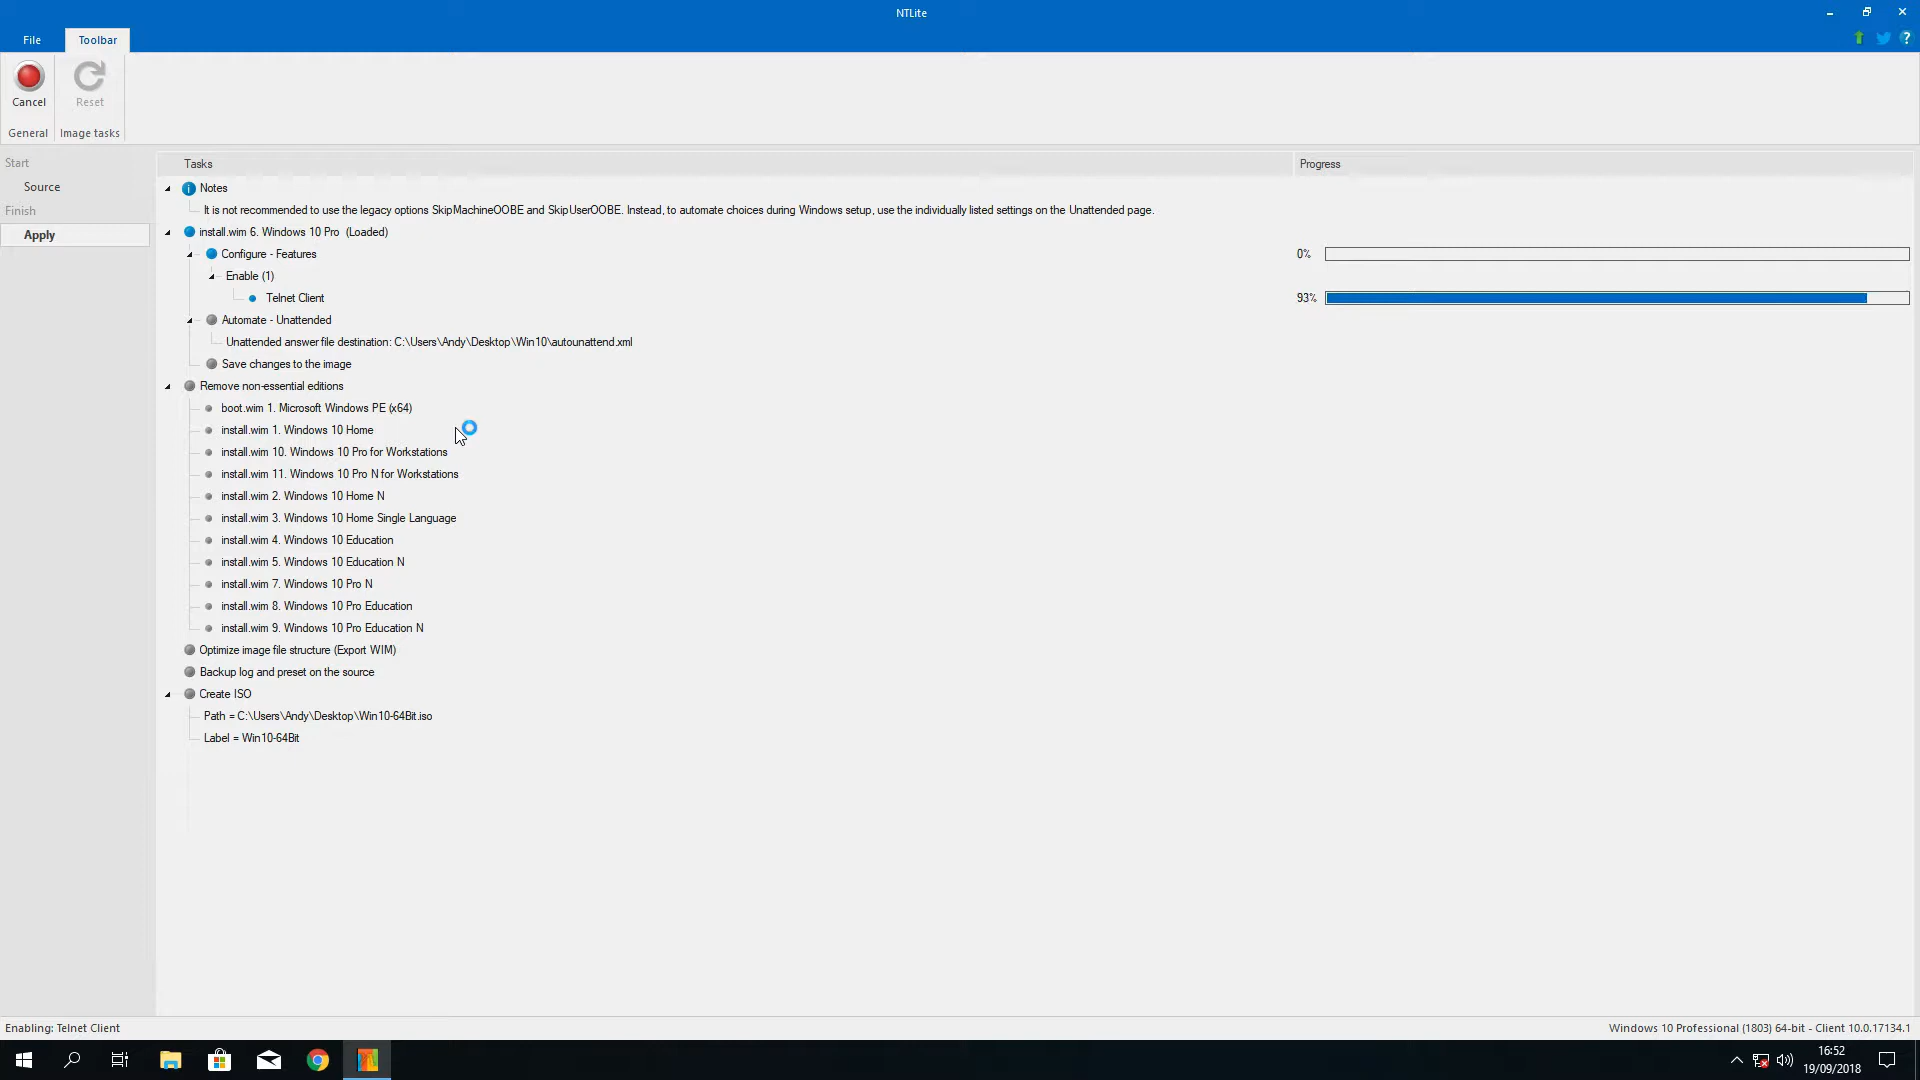 NTLite
File
Toolbar
Cancel
Reset
General
Image tasks
Start
Source
Finish
Apply
Tasks
Progress
Notes
It is not recommended to use the legacy options SkipMachineOOBE and SkipUserOOBE. Instead, to automate choices during Windows setup, use the individually listed settings on the Unattended page.
install.wim 6. Windows 10 Pro (Loaded)
Configure - Features
0%
Enable (1)
Telnet Client
93%
Automate - Unattended
Unattended answer file destination: C:\Users\Andy\Desktop\Win10\autounattend.xml
Save changes to the image
Remove non-essential editions
boot.wim 1. Microsoft Windows PE (x64)
install.wim 1. Windows 10 Home
install.wim 10. Windows 10 Pro for Workstations
install.wim 11. Windows 10 Pro N for Workstations
install.wim 2. Windows 10 Home N
install.wim 3. Windows 10 Home Single Language
install.wim 4. Windows 10 Education
install.wim 5. Windows 10 Education N
install.wim 7. Windows 10 Pro N
install.wim 8. Windows 10 Pro Education
install.wim 9. Windows 10 Pro Education N
Optimize image file structure (Export WIM)
Backup log and preset on the source
Create ISO
Path = C:\Users\Andy\Desktop\Win10-64Bit.iso
Label = Win10-64Bit
Enabling: Telnet Client
Windows 10 Professional (1803) 64-bit - Client 10.0.17134.1
16:52
19/09/2018